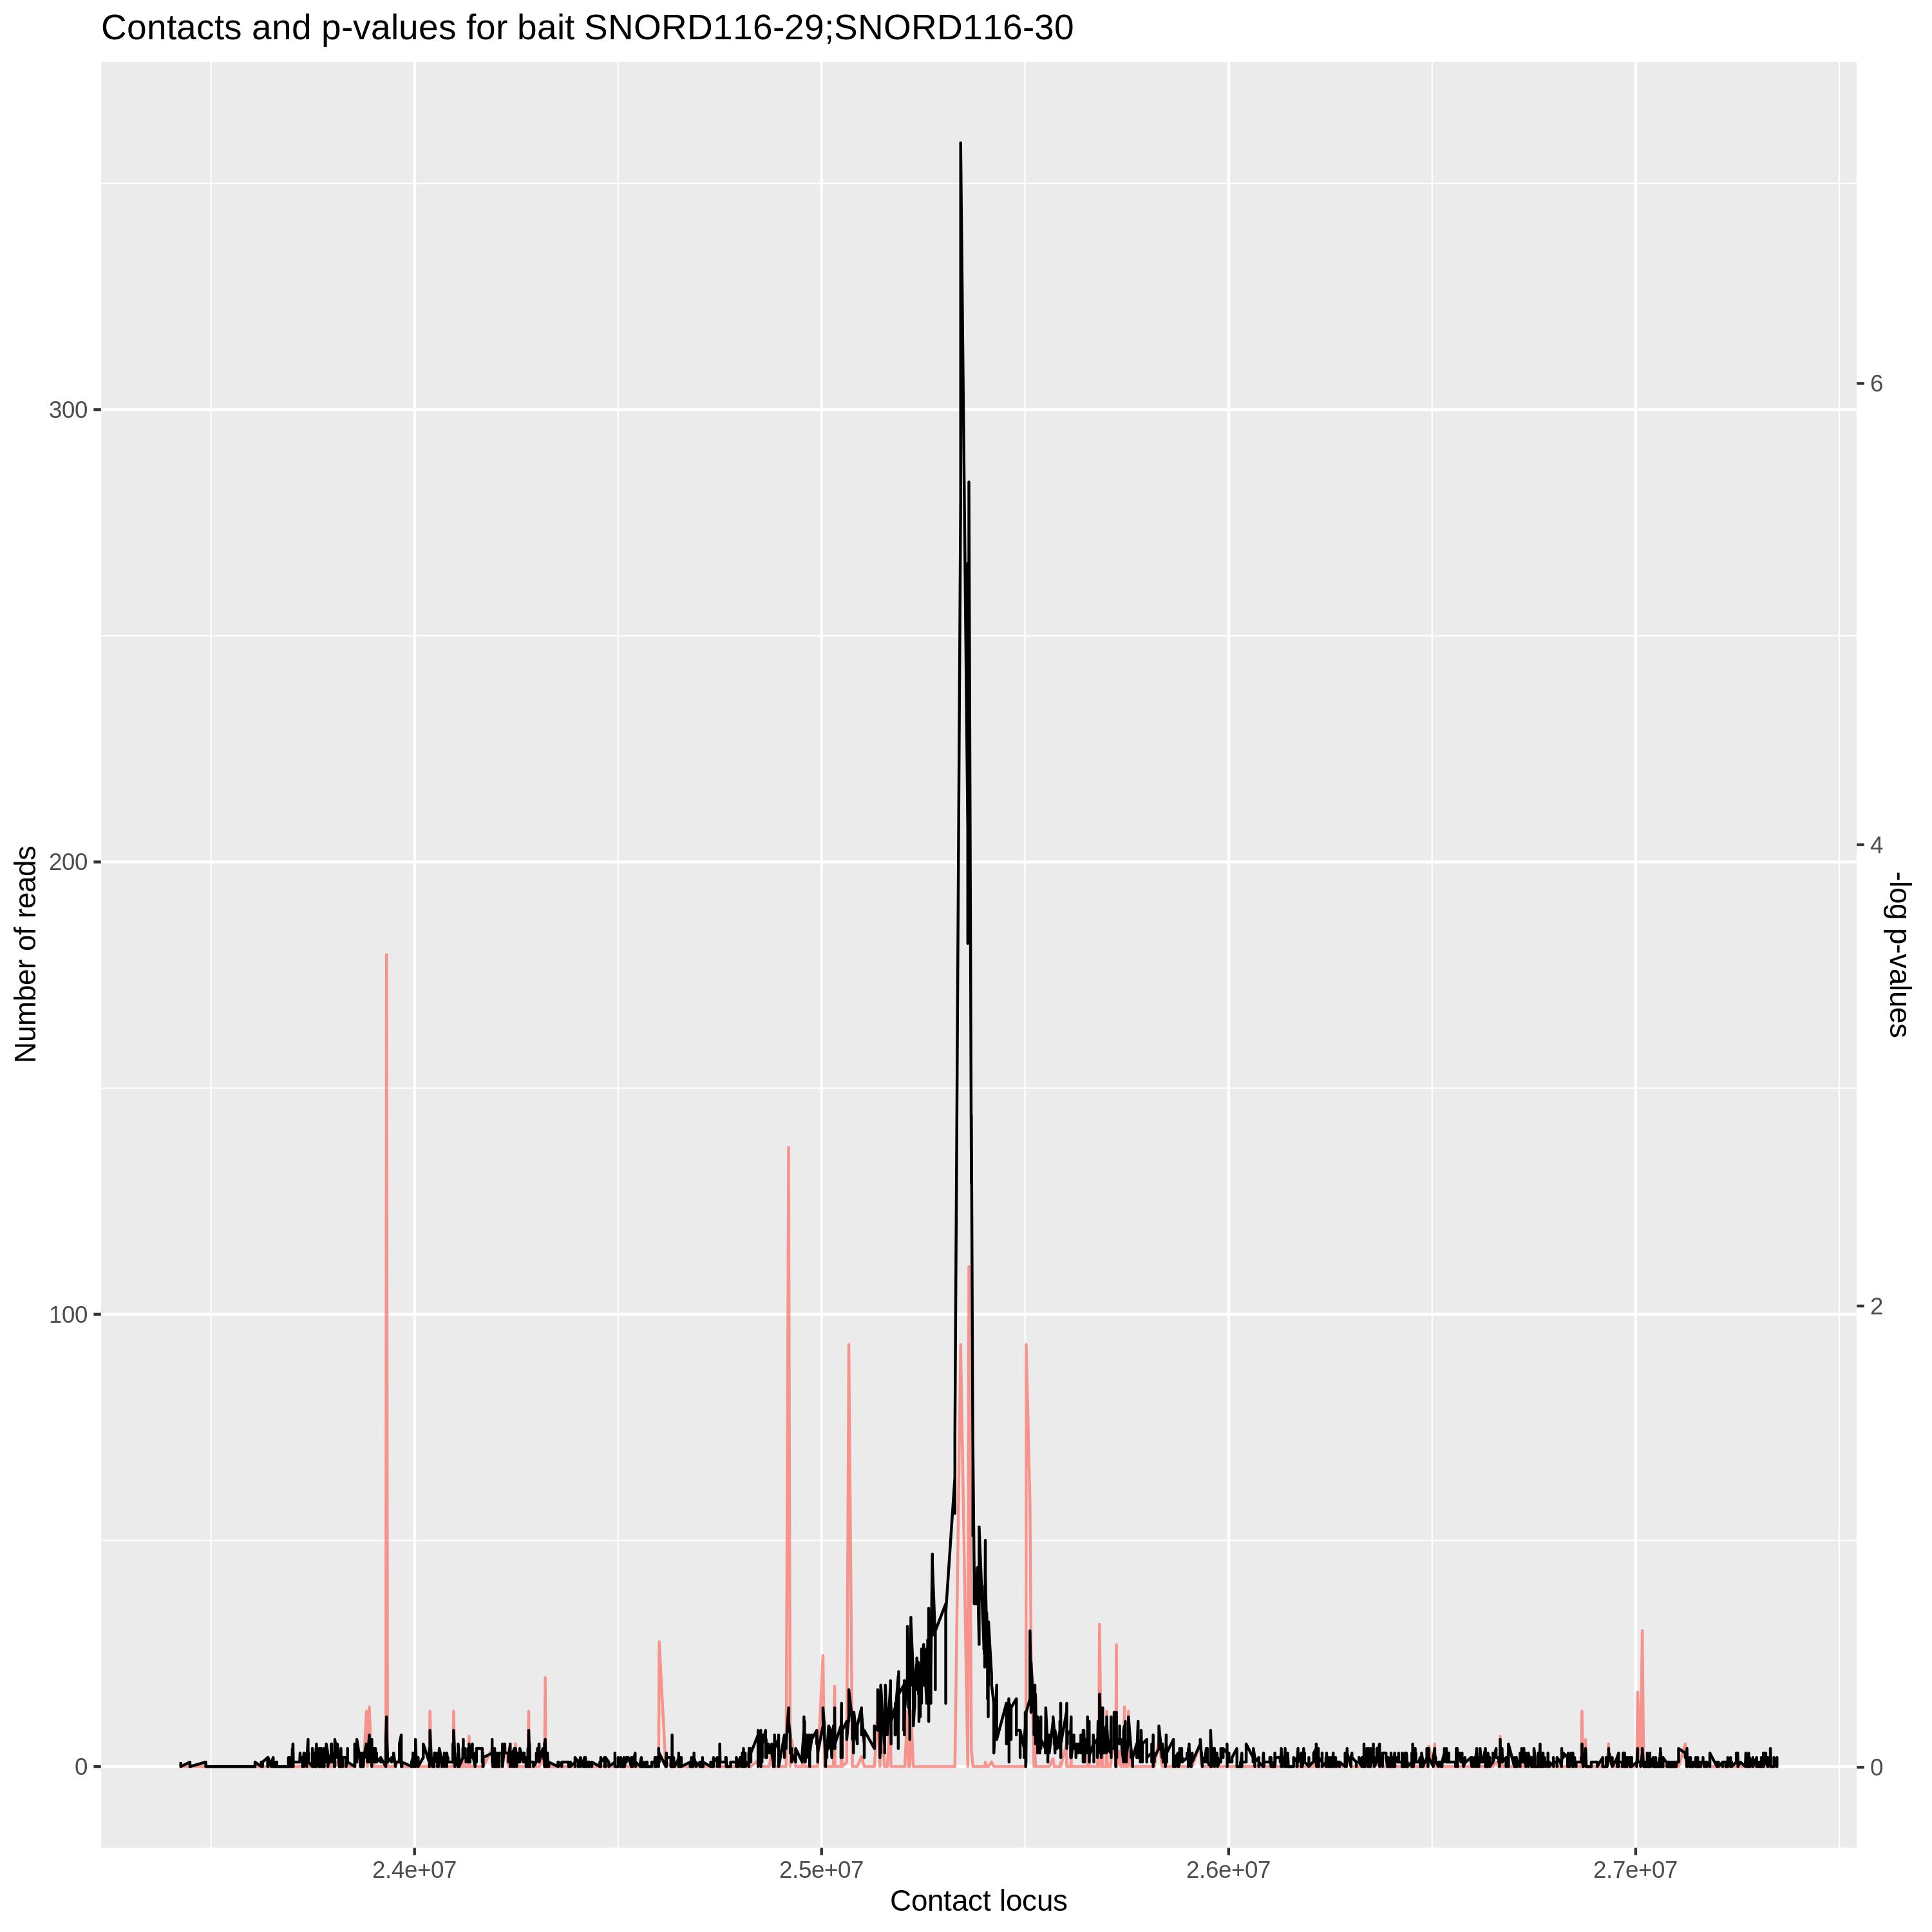 Contacts and p-values for bait SNORD116-29;SNORD116-30
300
200
100
0
Number of reads
6
4
2
0
-log p-values
2.4e+07
2.5e+07
2.6e+07
2.7e+07
Contact locus